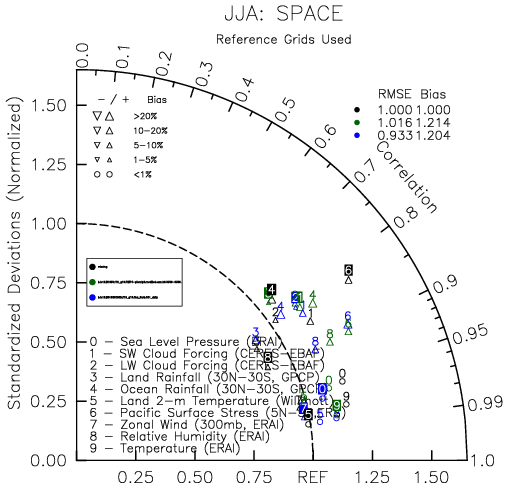 JJA: SPACE
Reference Grids Used
0.0
0.1
0.2
0.3
0.4
0.5
0.6
0.7
0.8
0.9
0.95
0.99
1.0
Correlation
RMSE Bias
1.000 1.000
1.016 1.214
0.933 1.204
Standardized Deviations (Normalized)
1.50
1.25
1.00
0.75
0.50
0.25
0.00
− / + Bias
>20%
10−20%
5−10%
1−5%
<1%
0 − Sea Level Pressure (ERAI)
1 − SW Cloud Forcing (CERES−EBAF)
2 − LW Cloud Forcing (CERES−EBAF)
3 − Land Rainfall (30N−30S, GPCP)
4 − Ocean Rainfall (30N−30S, GPCP)
5 − Land 2−m Temperature (Willmott)
6 − Pacific Surface Stress (5N−5S,ERS)
7 − Zonal Wind (300mb, ERAI)
8 − Relative Humidity (ERAI)
9 − Temperature (ERAI)
0.25
0.50
0.75
REF
1.25
1.50